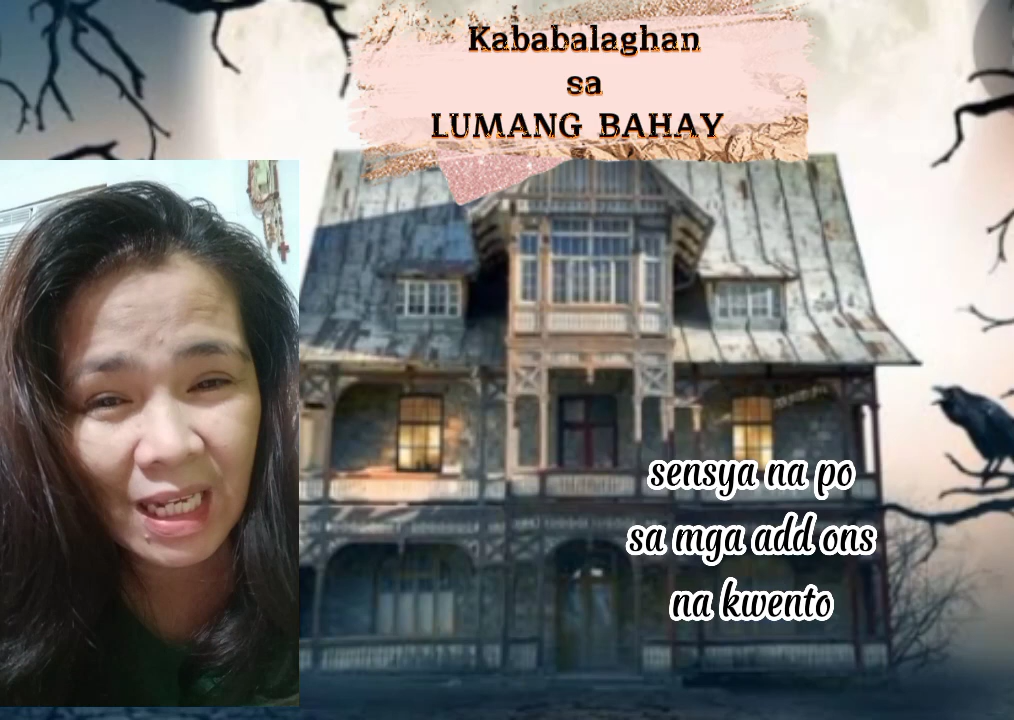 Kababalaghan
sa
LUMANG BAHAY
sensya na po
sa mga add ons
na kwento